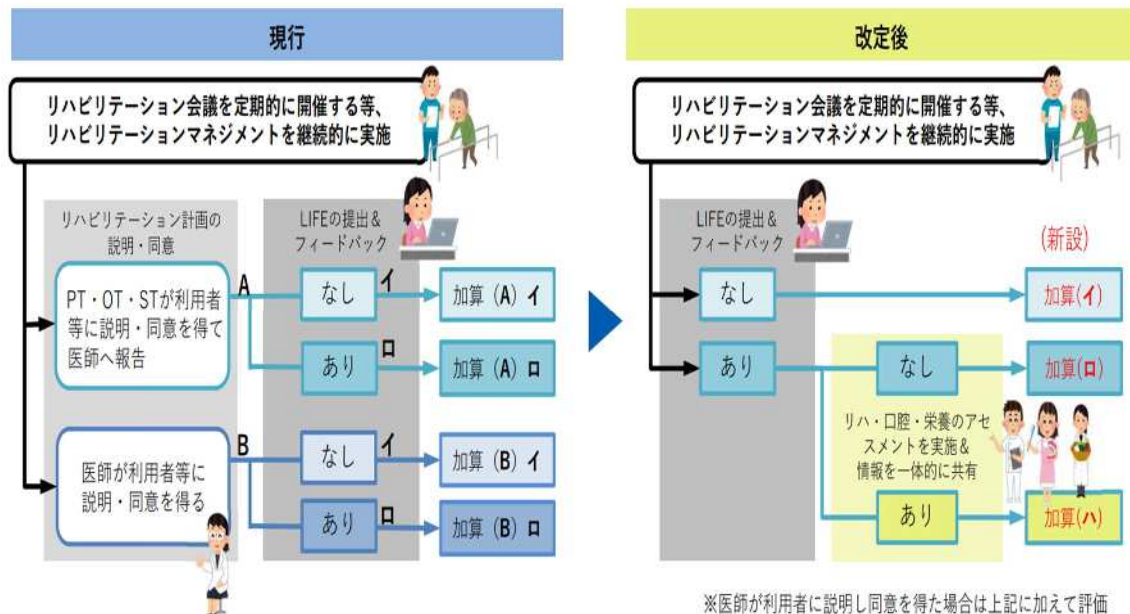 現行
リハビリテーション会議を定期的に開催する等、
リハビリテーションマネジメントを継続的に実施
リハビリテーション計画の
説明・同意
LIFEの提出＆
フィードバック
PT・OT・STが利用者
等に説明・同意を得て
医師へ報告
A
なし
イ
加算（A）イ
あり
ロ
加算（A）ロ
医師が利用者等に
説明・同意を得る
B
なし
イ
加算（B）イ
あり
ロ
加算（B）ロ
改定後
リハビリテーション会議を定期的に開催する等、
リハビリテーションマネジメントを継続的に実施
LIFEの提出＆
フィードバック
(新設)
なし
加算(イ)
あり
なし
加算(ロ)
リハ・口腔・栄養のアセ
スメントを実施＆
情報を一体的に共有
あり
加算(ハ)
※医師が利用者に説明し同意を得た場合は上記に加えて評価